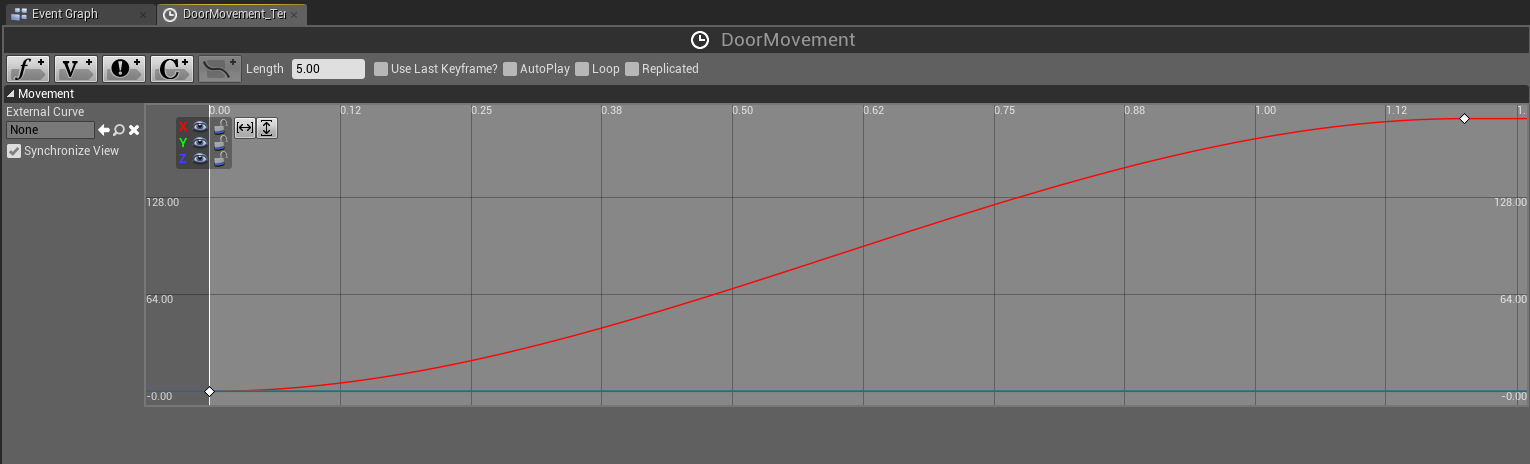 Event Graph × DoorMovement_Ter ×
DoorMovement
f+ V+ !+ C+ + Length 5.00 Use Last Keyframe? AutoPlay Loop Replicated
Movement
External Curve
None
Synchronize View
0.00 0.12 0.25 0.38 0.50 0.62 0.75 0.88 1.00 1.12 1.
X
Y
Z
128.00 128.00
64.00 64.00
-0.00 -0.00